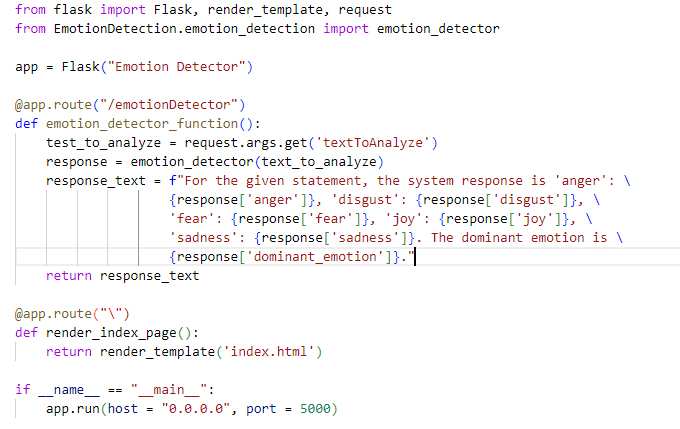 from flask import Flask, render_template, request
from EmotionDetection.emotion_detection import emotion_detector
app = Flask("Emotion Detector")
@app.route("/emotionDetector")
def emotion_detector_function():
test_to_analyze = request.args.get('textToAnalyze')
response = emotion_detector(text_to_analyze)
response_text = f"For the given statement, the system response is 'anger': \
{response['anger']}, 'disgust': {response['disgust']}, \
'fear': {response['fear']}, 'joy': {response['joy']}, \
'sadness': {response['sadness']}. The dominant emotion is \
{response['dominant_emotion']}."
return response_text
@app.route("\")
def render_index_page():
return render_template('index.html')
if __name__ == "__main__":
app.run(host = "0.0.0.0", port = 5000)